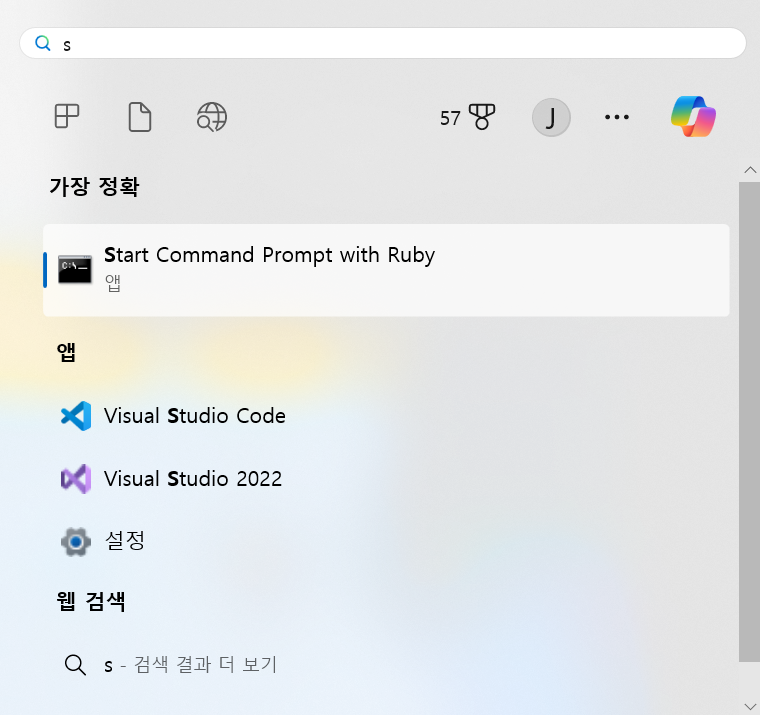 s
57
J
가장 정확
Start Command Prompt with Ruby
앱
앱
Visual Studio Code
Visual Studio 2022
설정
웹 검색
s - 검색 결과 더 보기